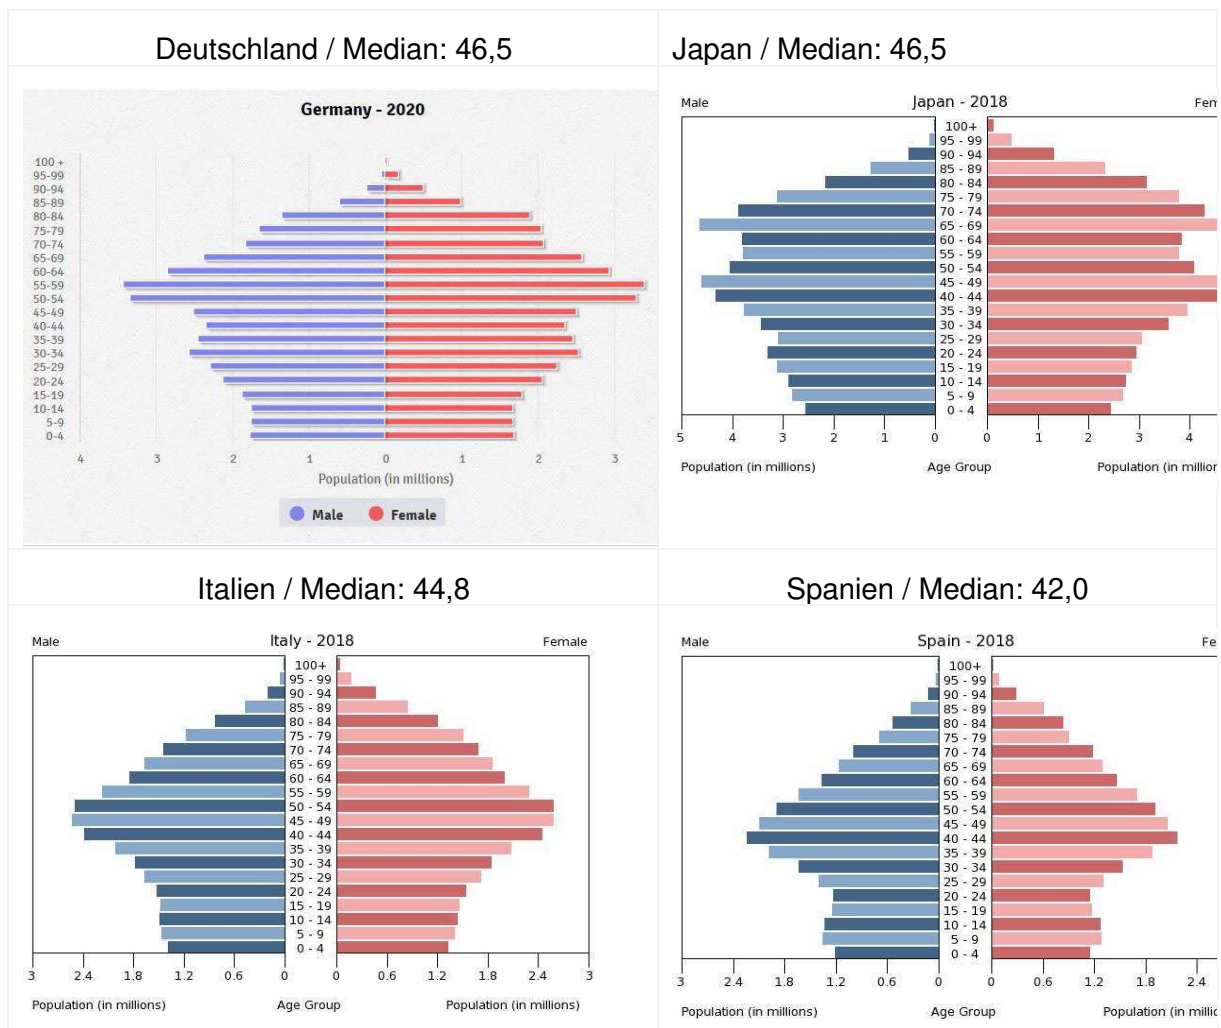 Deutschland / Median: 46,5
Germany - 2020
100 +
95-99
90-94
85-89
80-84
75-79
70-74
65-69
60-64
55-59
50-54
45-49
40-44
35-39
30-34
25-29
20-24
15-19
10-14
5-9
0-4
4 3 2 1 0 1 2 3
Population (in millions)
Male Female
Japan / Median: 46,5
Male Japan - 2018 Fem
100+
95 - 99
90 - 94
85 - 89
80 - 84
75 - 79
70 - 74
65 - 69
60 - 64
55 - 59
50 - 54
45 - 49
40 - 44
35 - 39
30 - 34
25 - 29
20 - 24
15 - 19
10 - 14
5 - 9
0 - 4
5 4 3 2 1 0 0 1 2 3 4
Population (in millions) Age Group Population (in millior
Italien / Median: 44,8
Male Italy - 2018 Female
100+
95 - 99
90 - 94
85 - 89
80 - 84
75 - 79
70 - 74
65 - 69
60 - 64
55 - 59
50 - 54
45 - 49
40 - 44
35 - 39
30 - 34
25 - 29
20 - 24
15 - 19
10 - 14
5 - 9
0 - 4
3 2.4 1.8 1.2 0.6 0 0 0.6 1.2 1.8 2.4 3
Population (in millions) Age Group Population (in millions)
Spanien / Median: 42,0
Male Spain - 2018 Fe
100+
95 - 99
90 - 94
85 - 89
80 - 84
75 - 79
70 - 74
65 - 69
60 - 64
55 - 59
50 - 54
45 - 49
40 - 44
35 - 39
30 - 34
25 - 29
20 - 24
15 - 19
10 - 14
5 - 9
0 - 4
3 2.4 1.8 1.2 0.6 0 0 0.6 1.2 1.8 2.4
Population (in millions) Age Group Population (in millic